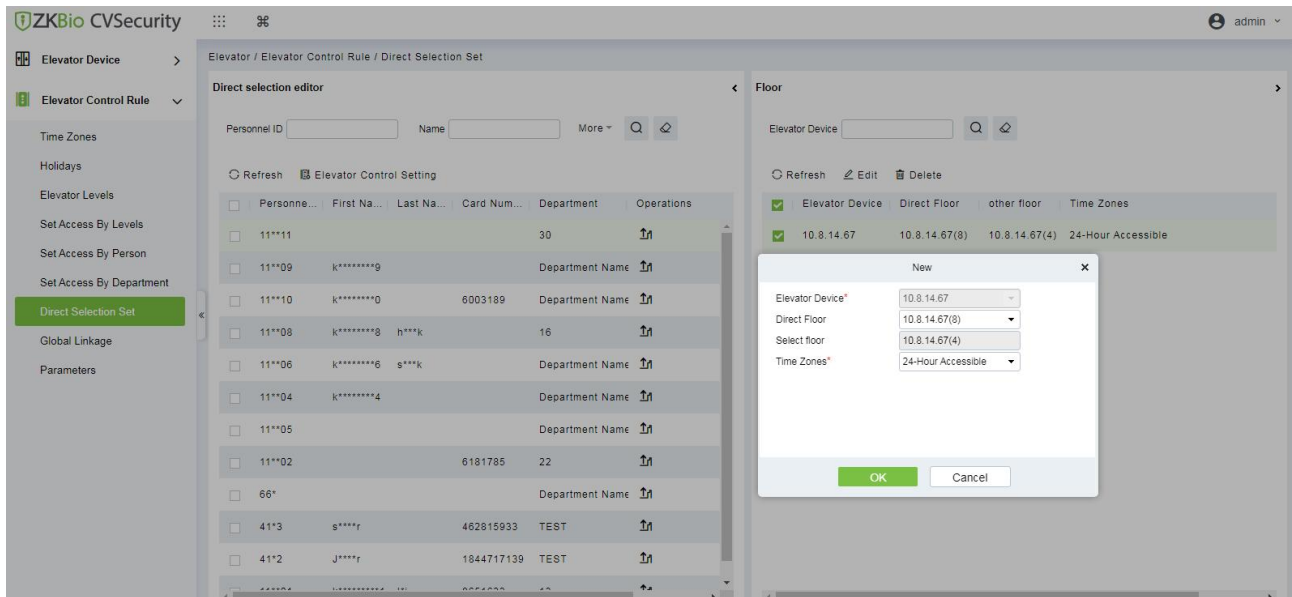 ZKBio CVSecurity
admin
Elevator Device
Elevator Control Rule
Time Zones
Holidays
Elevator Levels
Set Access By Levels
Set Access By Person
Set Access By Department
Direct Selection Set
Global Linkage
Parameters
Elevator / Elevator Control Rule / Direct Selection Set
Direct selection editor
Personnel ID Name More
Refresh Elevator Control Setting
Personne... First Na... Last Na... Card Num... Department Operations
11**11 30
11**09 k********9 Department Name
11**10 k********0 6003189 Department Name
11**08 k********8 h***k 16
11**06 k********6 s***k Department Name
11**04 k********4 Department Name
11**05 Department Name
11**02 6181785 22
66* Department Name
41*3 s****r 462815933 TEST
41*2 J****r 1844717139 TEST
Floor
Elevator Device
Refresh Edit Delete
Elevator Device Direct Floor other floor Time Zones
10.8.14.67 10.8.14.67(8) 10.8.14.67(4) 24-Hour Accessible
New
Elevator Device* 10.8.14.67
Direct Floor 10.8.14.67(8)
Select floor 10.8.14.67(4)
Time Zones* 24-Hour Accessible
OK Cancel